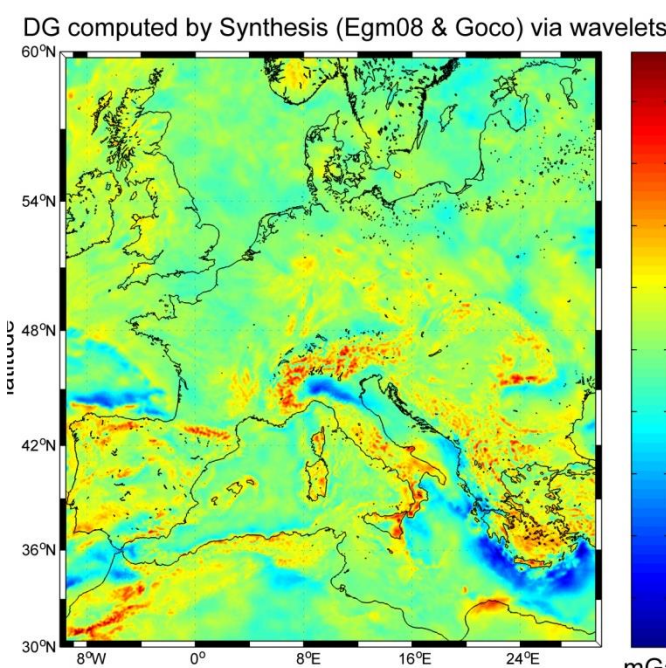 DG computed by Synthesis (Egm08 & Goco) via wavelets
60°N
54°N
48°N
latitude
42°N
36°N
30°N
8°W 0° 8°E 16°E 24°E